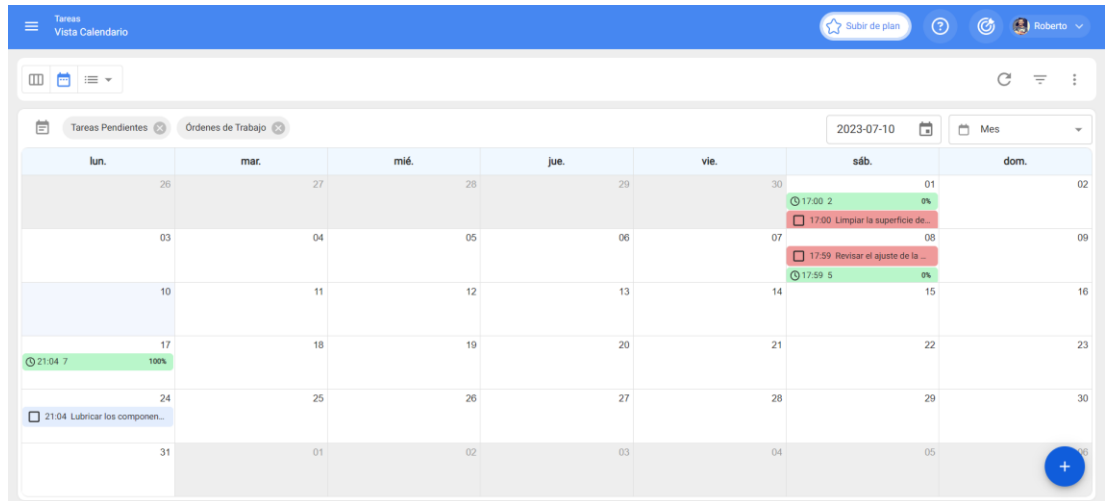 Tareas
Vista Calendario
Subir de plan
Roberto
Tareas Pendientes
Órdenes de Trabajo
2023-07-10
Mes
lun. mar. mié. jue. vie. sáb. dom.
26 27 28 29 30 01 02
17:00 2 0%
17:00 Limpiar la superficie de...
03 04 05 06 07 08 09
17:59 Revisar el ajuste de la ...
17:59 5 0%
10 11 12 13 14 15 16
17 18 19 20 21 22 23
21:04 7 100%
24 25 26 27 28 29 30
21:04 Lubricar los componen...
31 01 02 03 04 05 06